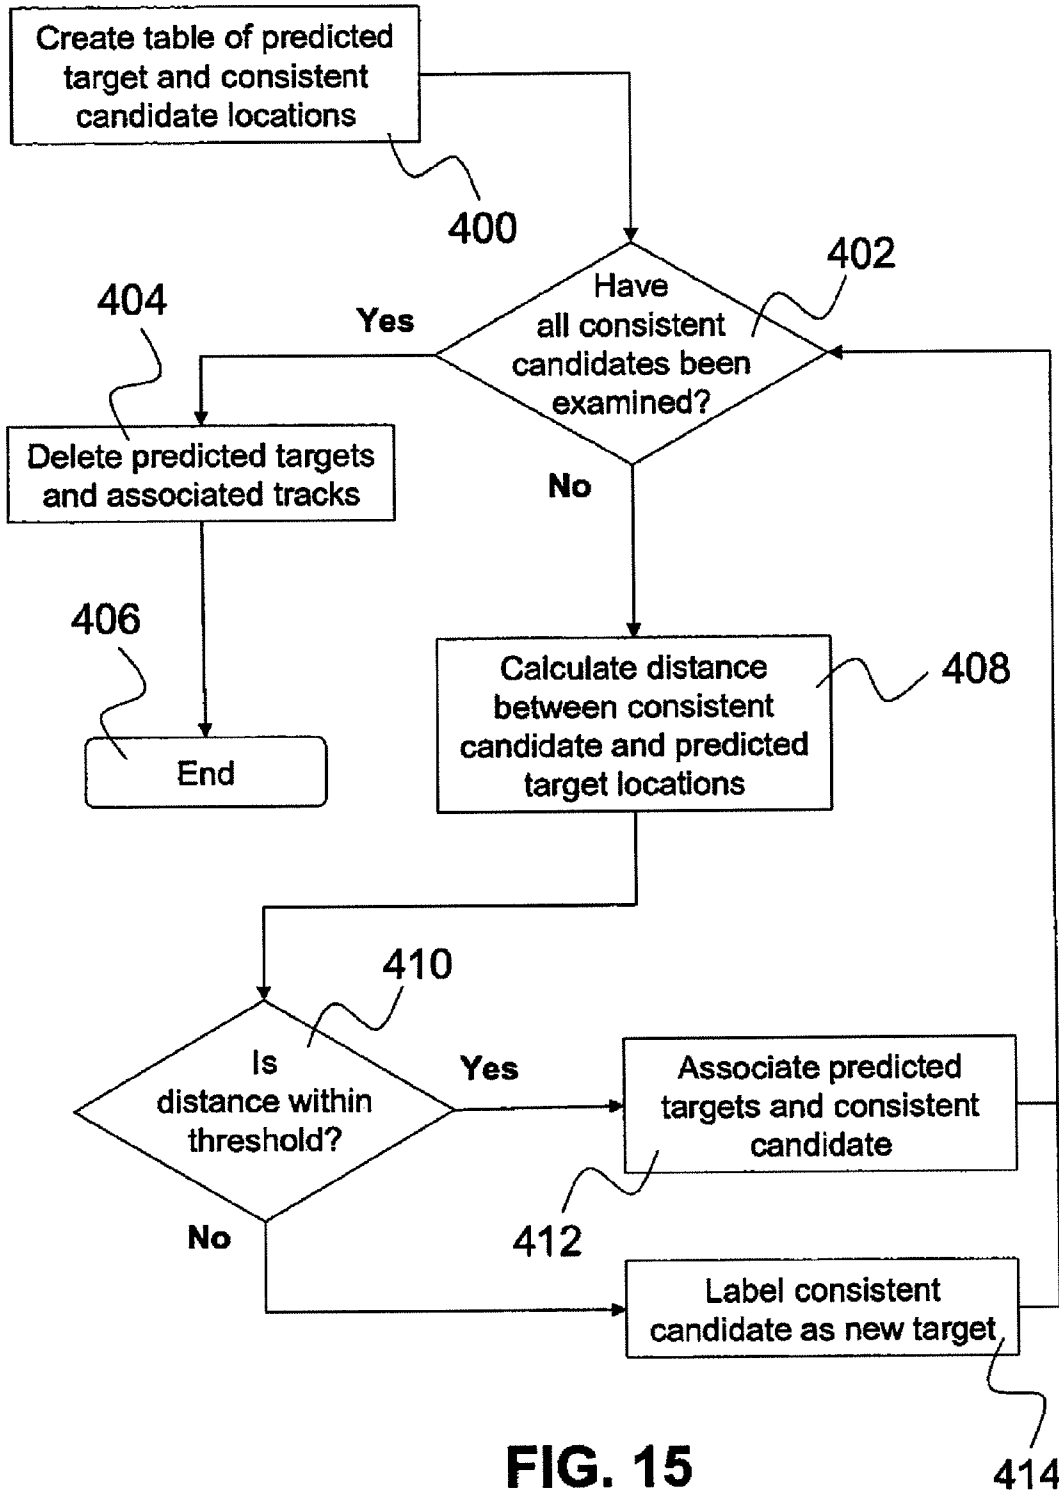 Create table of predicted
target and consistent
candidate locations
400
402
Have
all consistent
candidates been
examined?
Yes
404
Delete predicted targets
and associated tracks
No
406
End
Calculate distance
between consistent
candidate and predicted
target locations
408
410
Is
distance within
threshold?
Yes
Associate predicted
targets and consistent
candidate
412
No
Label consistent
candidate as new target
414
FIG. 15